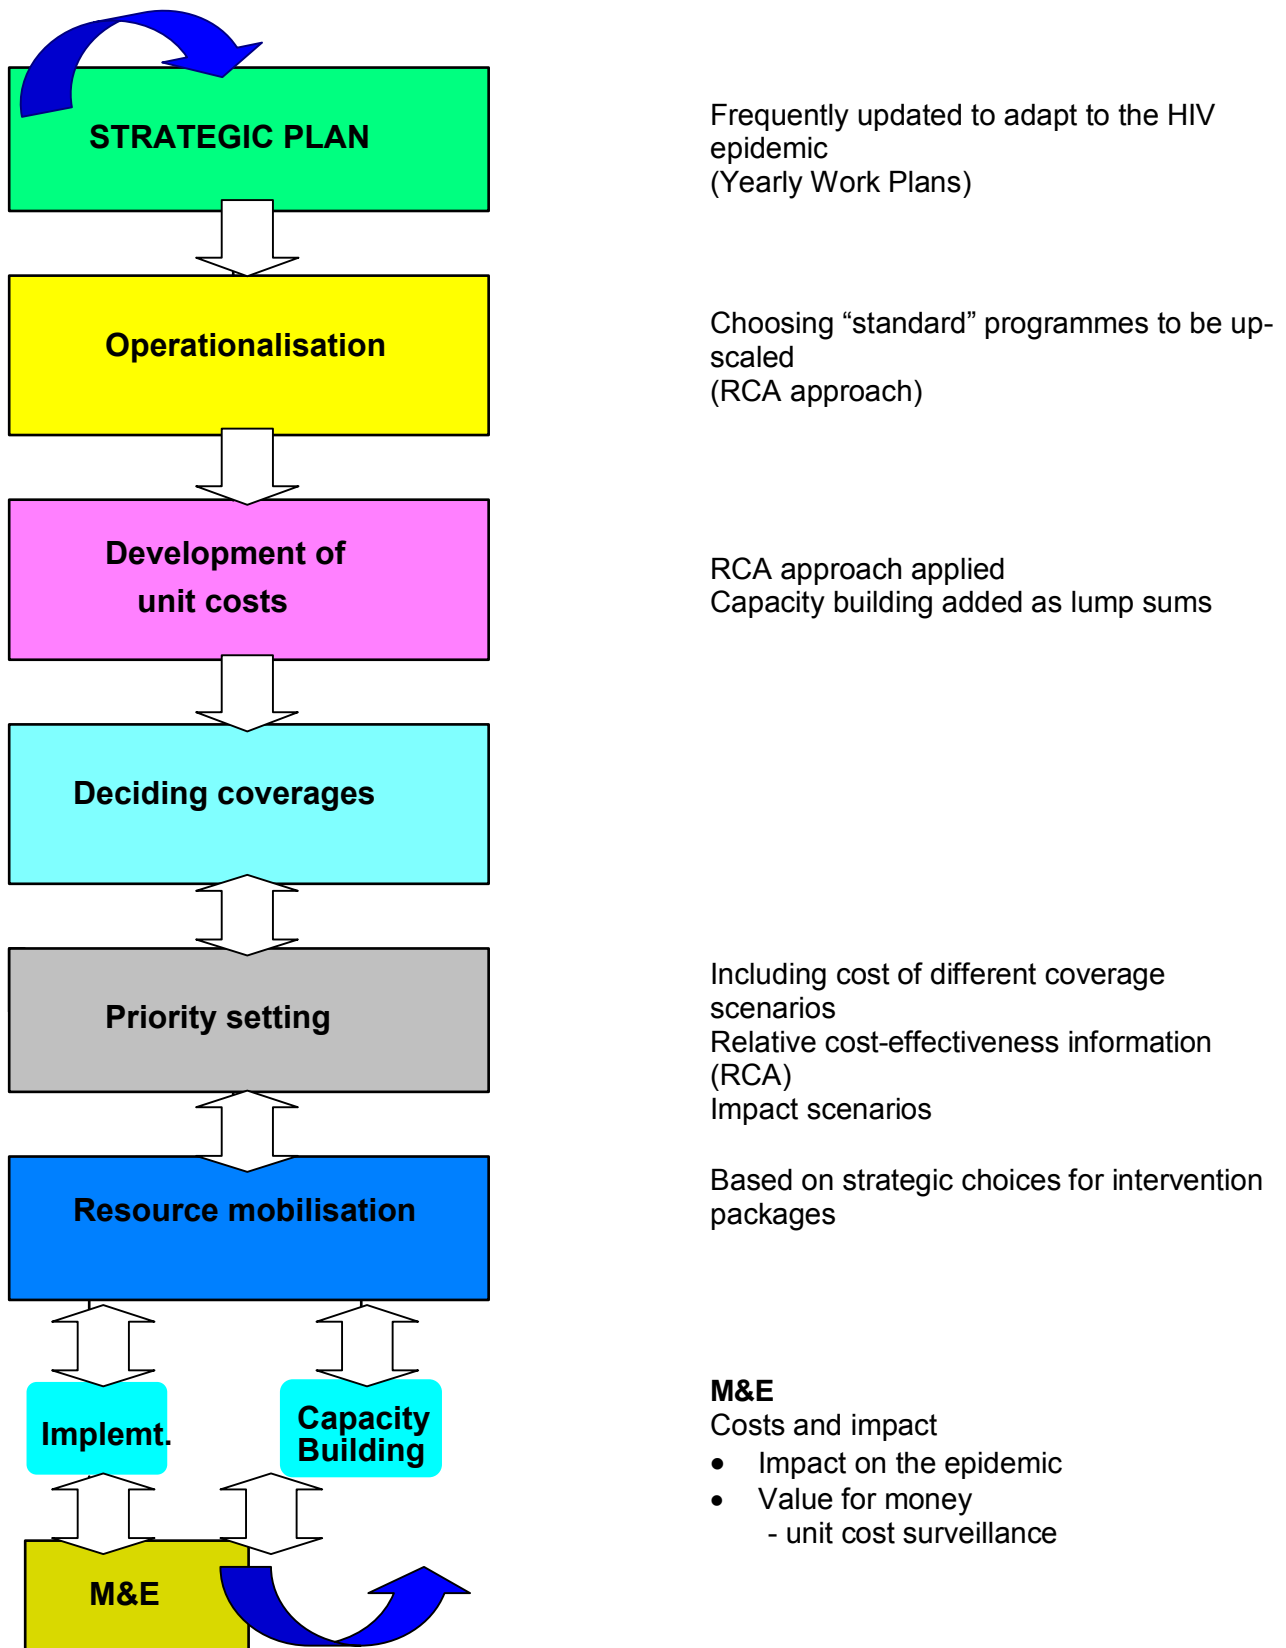 STRATEGIC PLAN
Frequently updated to adapt to the HIV
epidemic
(Yearly Work Plans)
Operationalisation
Choosing “standard” programmes to be up-
scaled
(RCA approach)
Development of
unit costs
RCA approach applied
Capacity building added as lump sums
Deciding coverages
Priority setting
Including cost of different coverage
scenarios
Relative cost-effectiveness information
(RCA)
Impact scenarios
Resource mobilisation
Based on strategic choices for intervention
packages
Implemt.
Capacity
Building
M&E
Costs and impact
• Impact on the epidemic
• Value for money
- unit cost surveillance
M&E